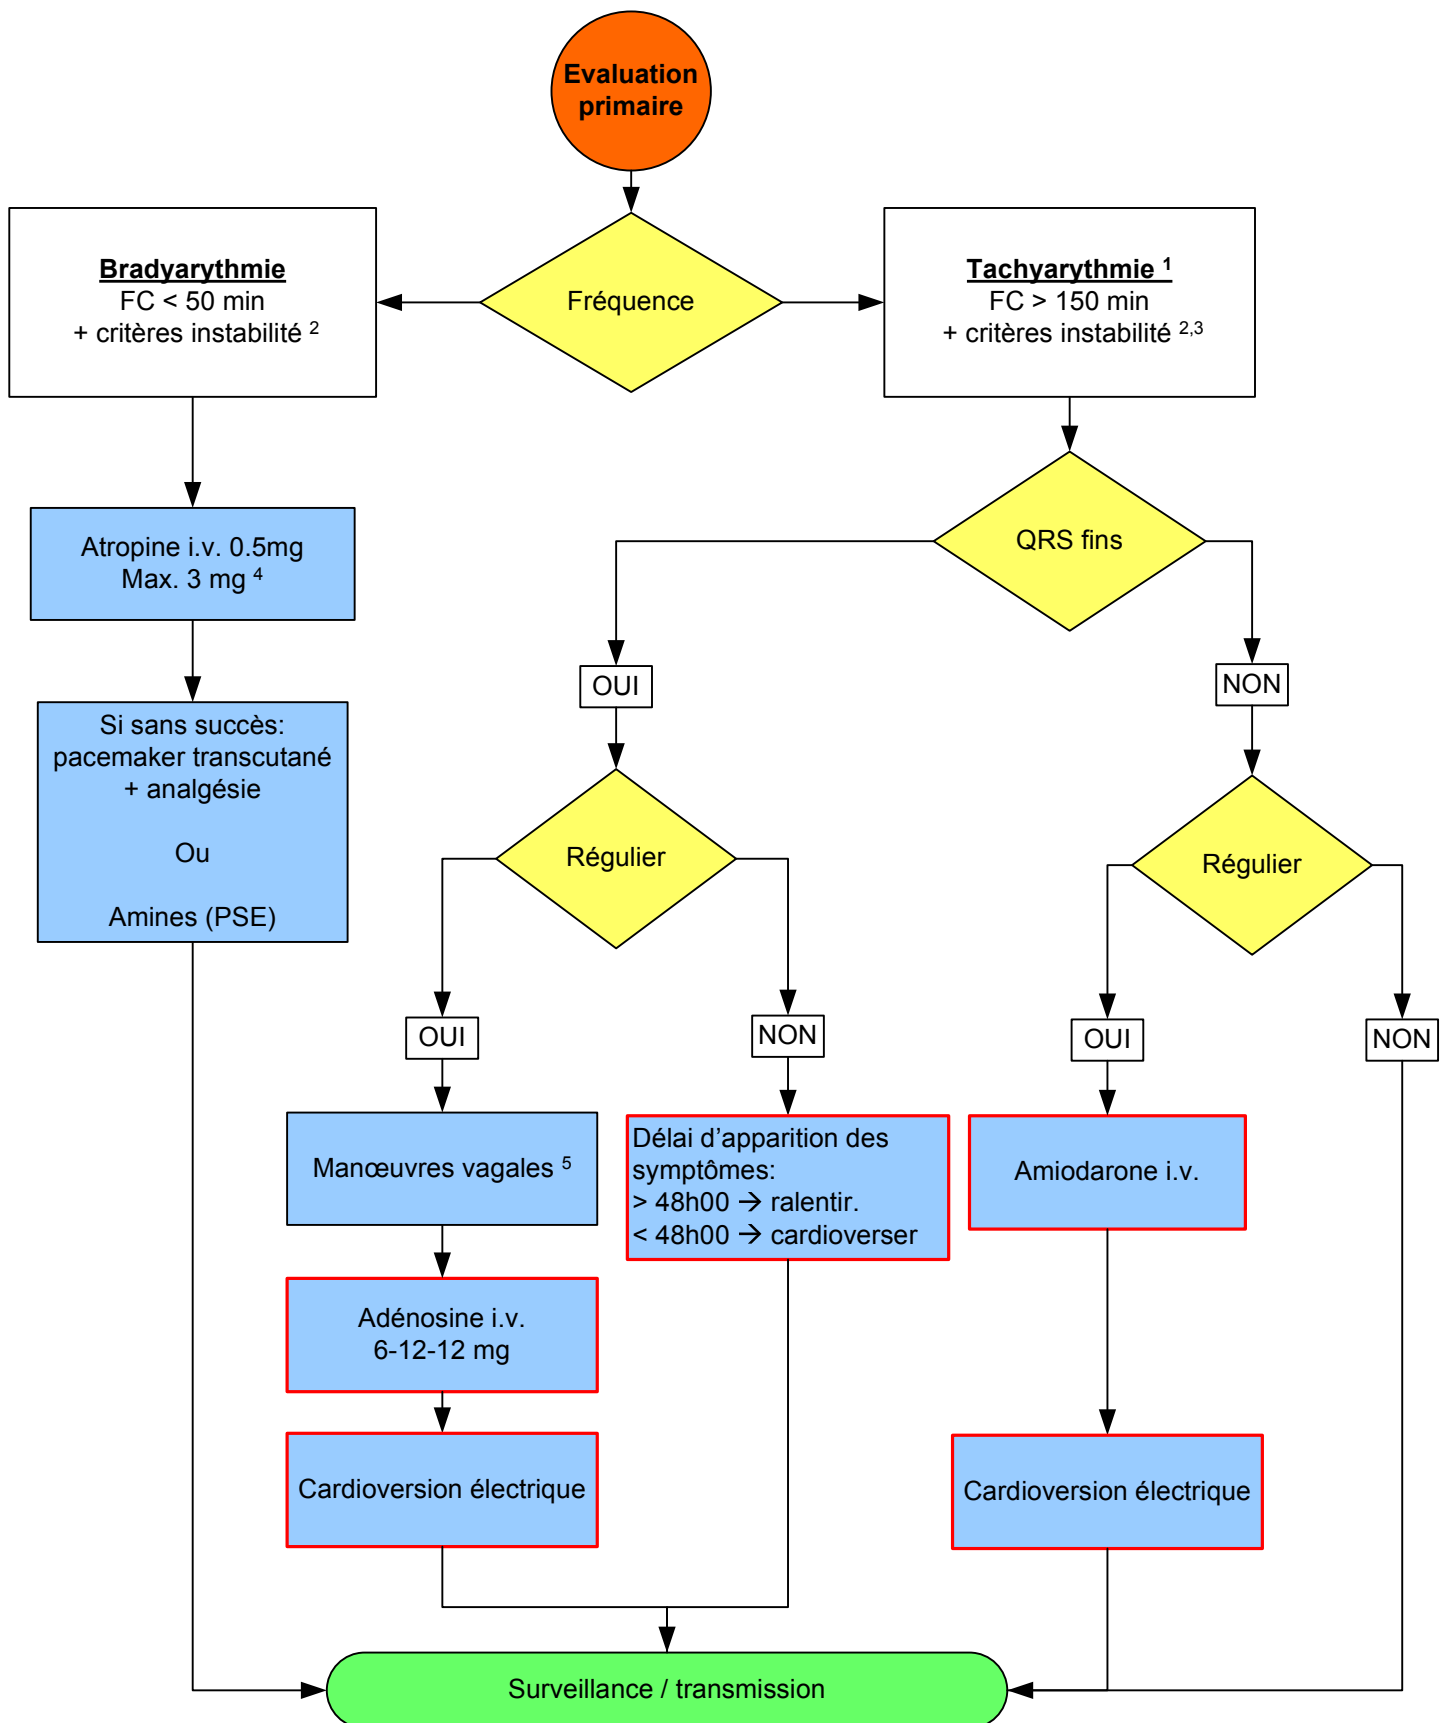 Evaluation
primaire
Bradyarythmie
FC < 50 min
+ critères instabilité 2
Fréquence
Tachyarythmie 1
FC > 150 min
+ critères instabilité 2,3
Atropine i.v. 0.5mg
Max. 3 mg 4
QRS fins
OUI
NON
Si sans succès:
pacemaker transcutané
+ analgésie
Ou
Amines (PSE)
Régulier
Régulier
OUI
NON
OUI
NON
Manœuvres vagales 5
Délai d’apparition des
symptômes:
> 48h00 → ralentir.
< 48h00 → cardioverser
Amiodarone i.v.
Adénosine i.v.
6-12-12 mg
Cardioversion électrique
Cardioversion électrique
Surveillance / transmission